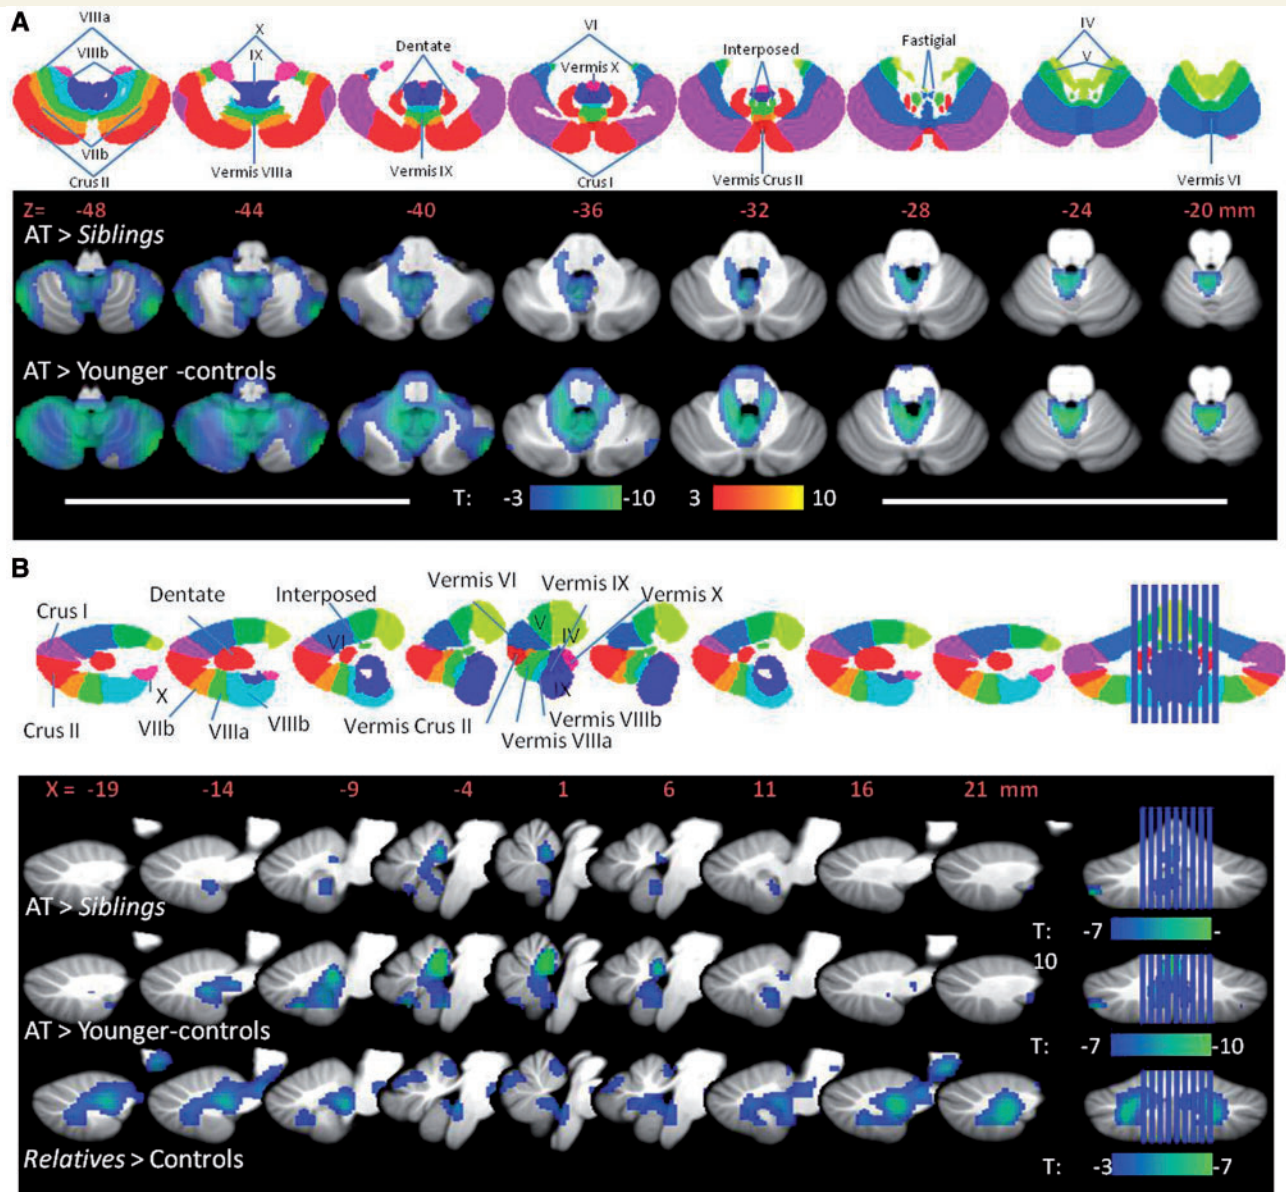 A
VIIIa
X
VI
IV
VIIIb
IX
Dentate
Vermis X
Interposed
Fastigial
V
VIIb
Crus II
Vermis VIIIa
Vermis IX
Crus I
Vermis Crus II
Vermis VI
Z= -48 -44 -40 -36 -32 -28 -24 -20 mm
AT > Siblings
AT > Younger -controls
T: -3 -10 3 10
B
Vermis VI Vermis IX
Crus I Dentate Interposed Vermis X
V
VI IV
X IX
Crus II VIIb VIIIa VIIIb Vermis Crus II Vermis VIIIb
Vermis VIIIa
X = -19 -14 -9 -4 1 6 11 16 21 mm
AT > Siblings
T: -7 -
10
AT > Younger-controls
T: -7 -10
Relatives > Controls
T: -3 -7